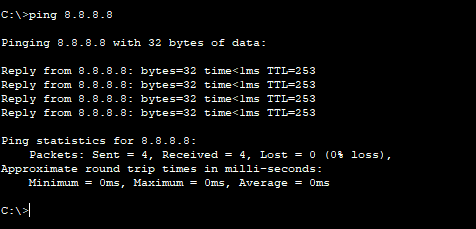 C:\>ping 8.8.8.8
Pinging 8.8.8.8 with 32 bytes of data:
Reply from 8.8.8.8: bytes=32 time<1ms TTL=253
Reply from 8.8.8.8: bytes=32 time<1ms TTL=253
Reply from 8.8.8.8: bytes=32 time<1ms TTL=253
Reply from 8.8.8.8: bytes=32 time<1ms TTL=253
Ping statistics for 8.8.8.8:
Packets: Sent = 4, Received = 4, Lost = 0 (0% loss),
Approximate round trip times in milli-seconds:
Minimum = 0ms, Maximum = 0ms, Average = 0ms
C:\>